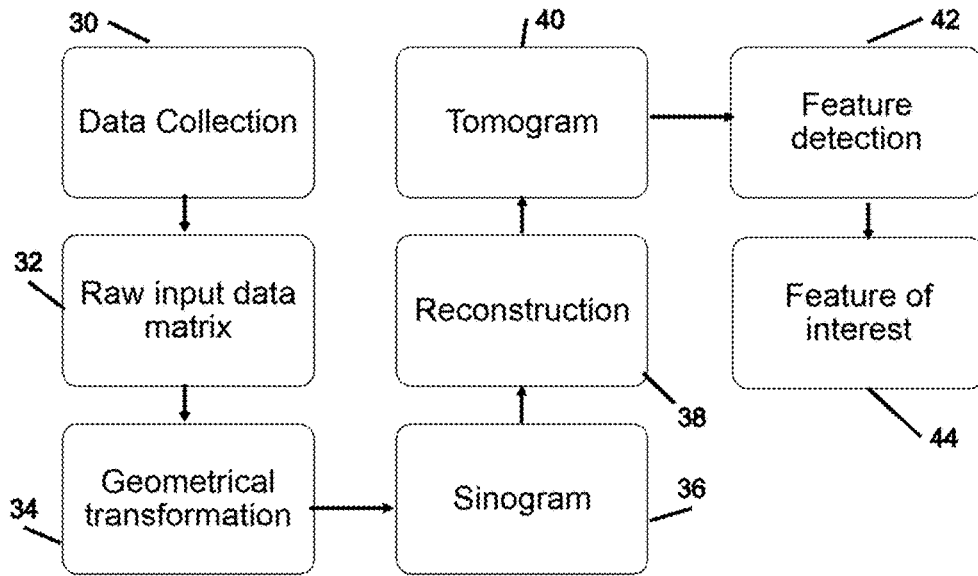 30
Data Collection
32
Raw input data
matrix
34
Geometrical
transformation
36
Sinogram
38
Reconstruction
40
Tomogram
42
Feature
detection
44
Feature of
interest